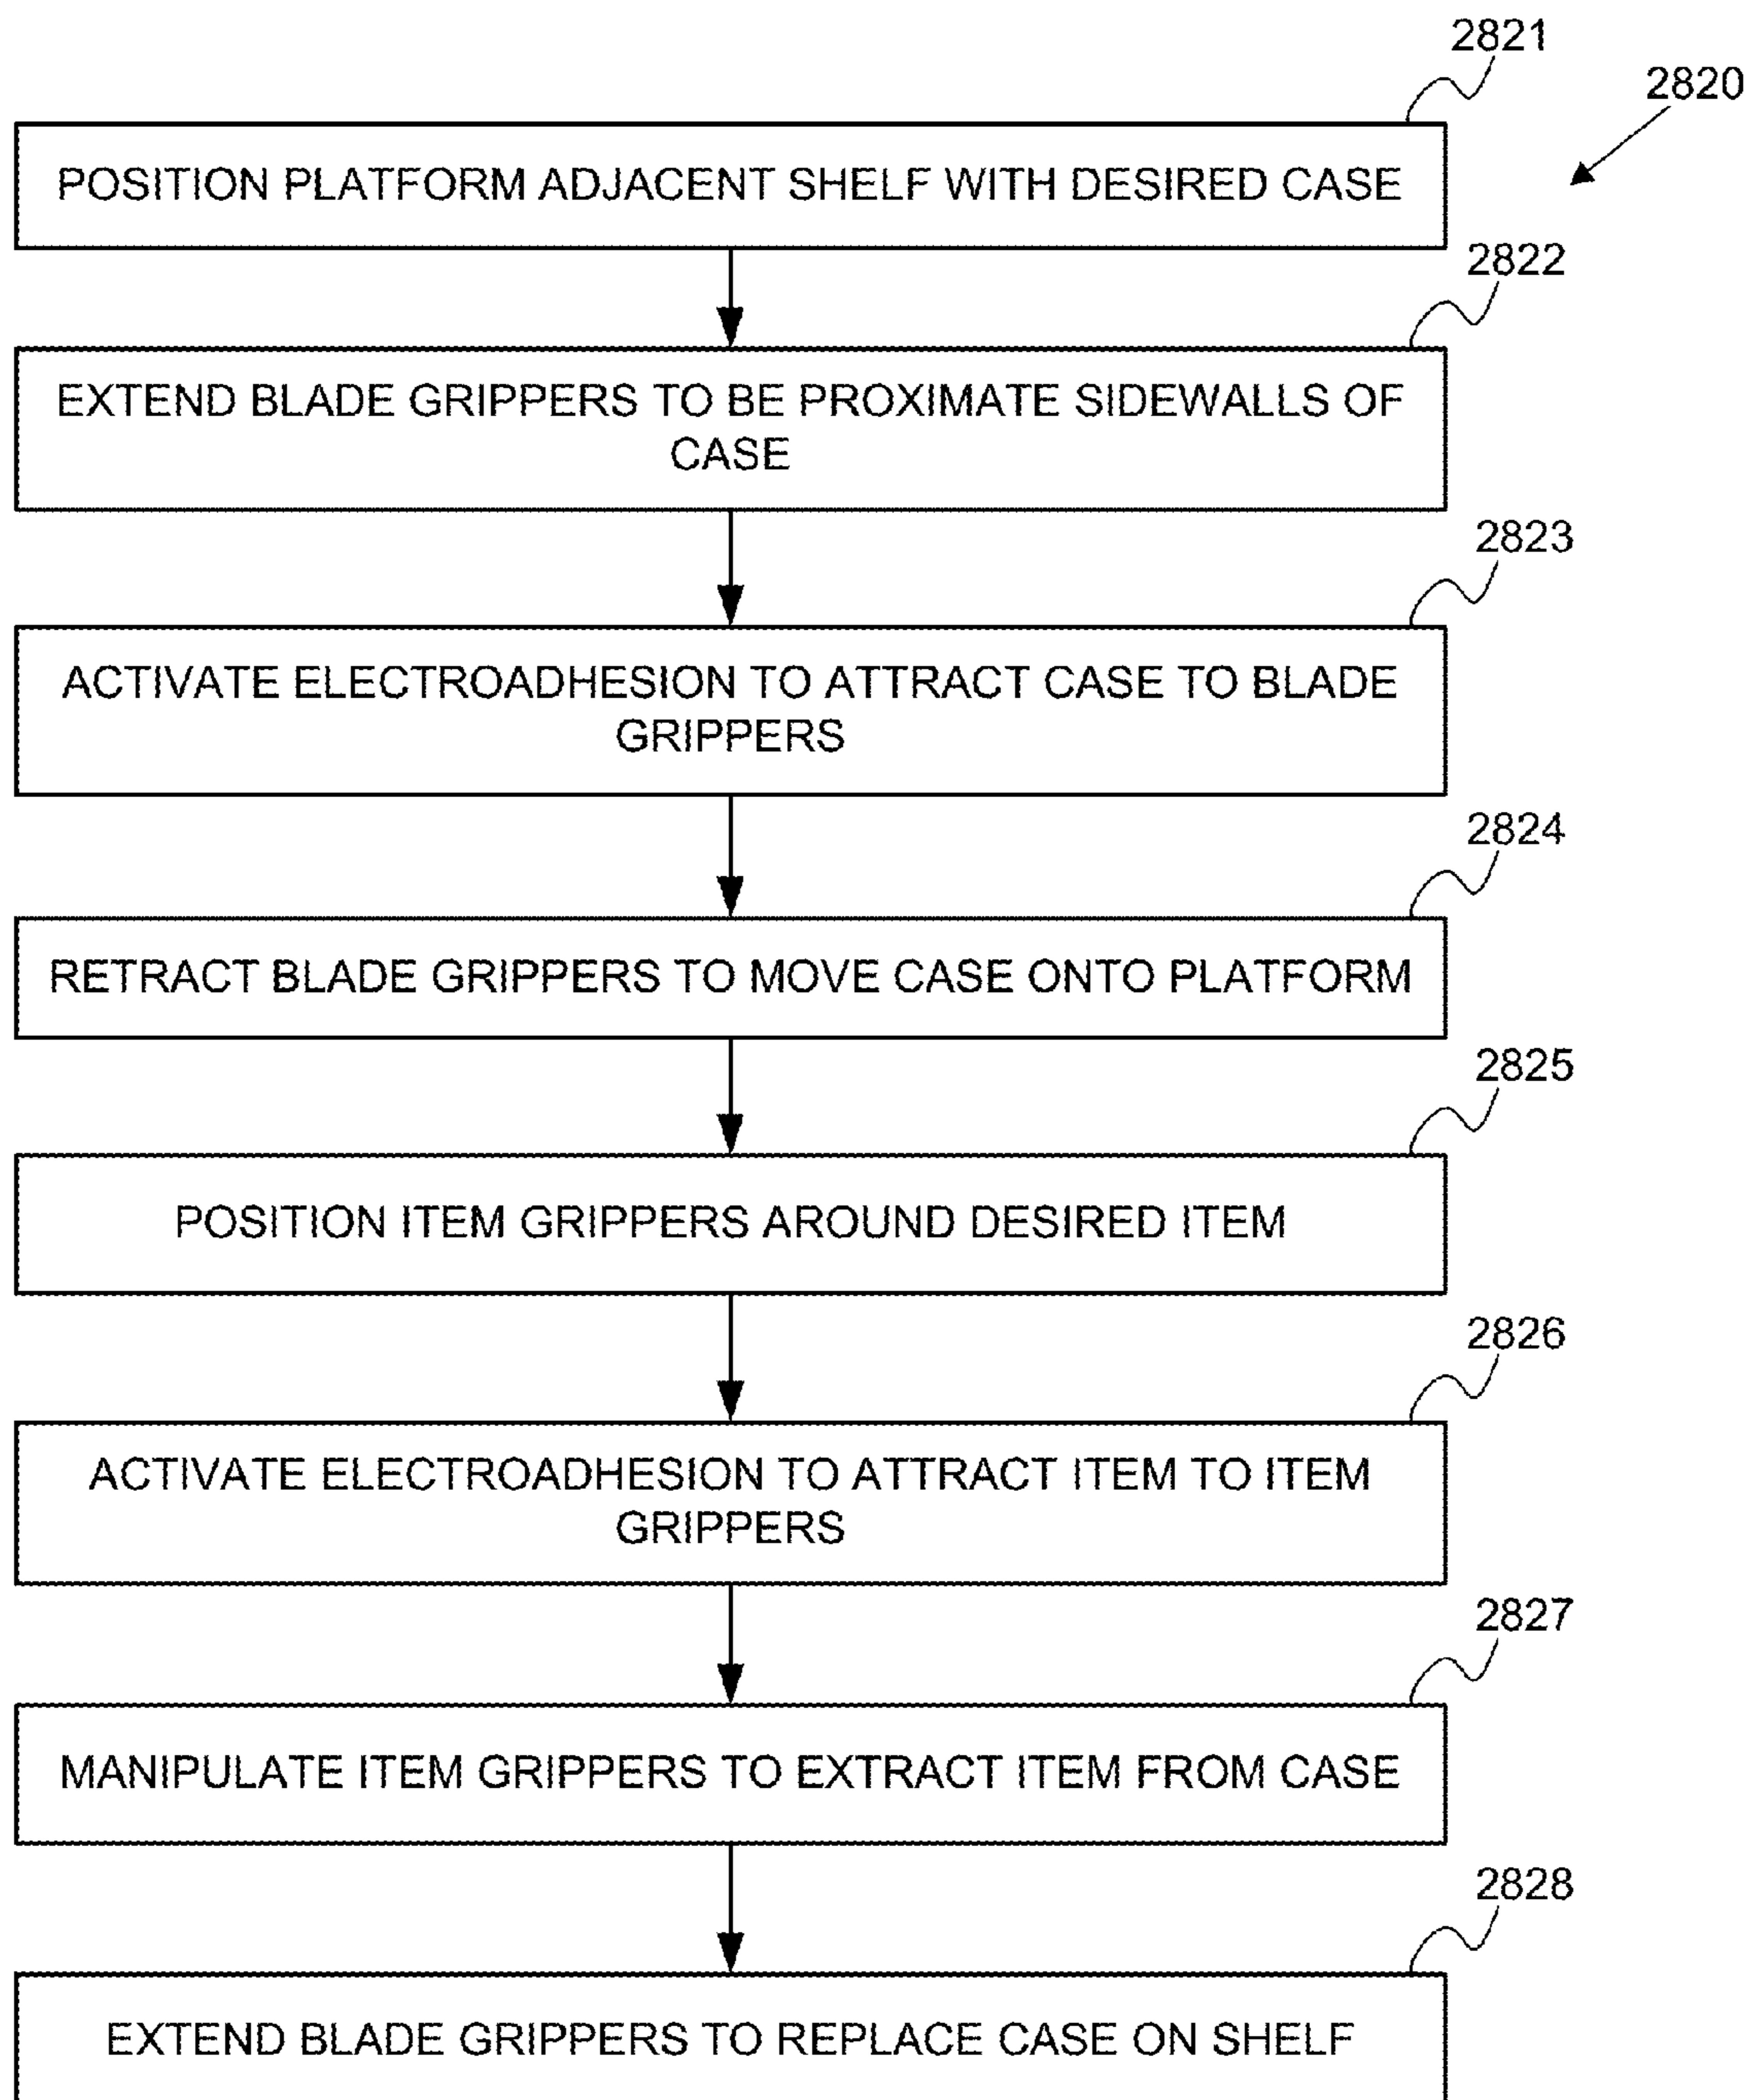 2821
2820
POSITION PLATFORM ADJACENT SHELF WITH DESIRED CASE
2822
EXTEND BLADE GRIPPERS TO BE PROXIMATE SIDEWALLS OF
CASE
2823
ACTIVATE ELECTROADHESION TO ATTRACT CASE TO BLADE
GRIPPERS
2824
RETRACT BLADE GRIPPERS TO MOVE CASE ONTO PLATFORM
2825
POSITION ITEM GRIPPERS AROUND DESIRED ITEM
2826
ACTIVATE ELECTROADHESION TO ATTRACT ITEM TO ITEM
GRIPPERS
2827
MANIPULATE ITEM GRIPPERS TO EXTRACT ITEM FROM CASE
2828
EXTEND BLADE GRIPPERS TO REPLACE CASE ON SHELF